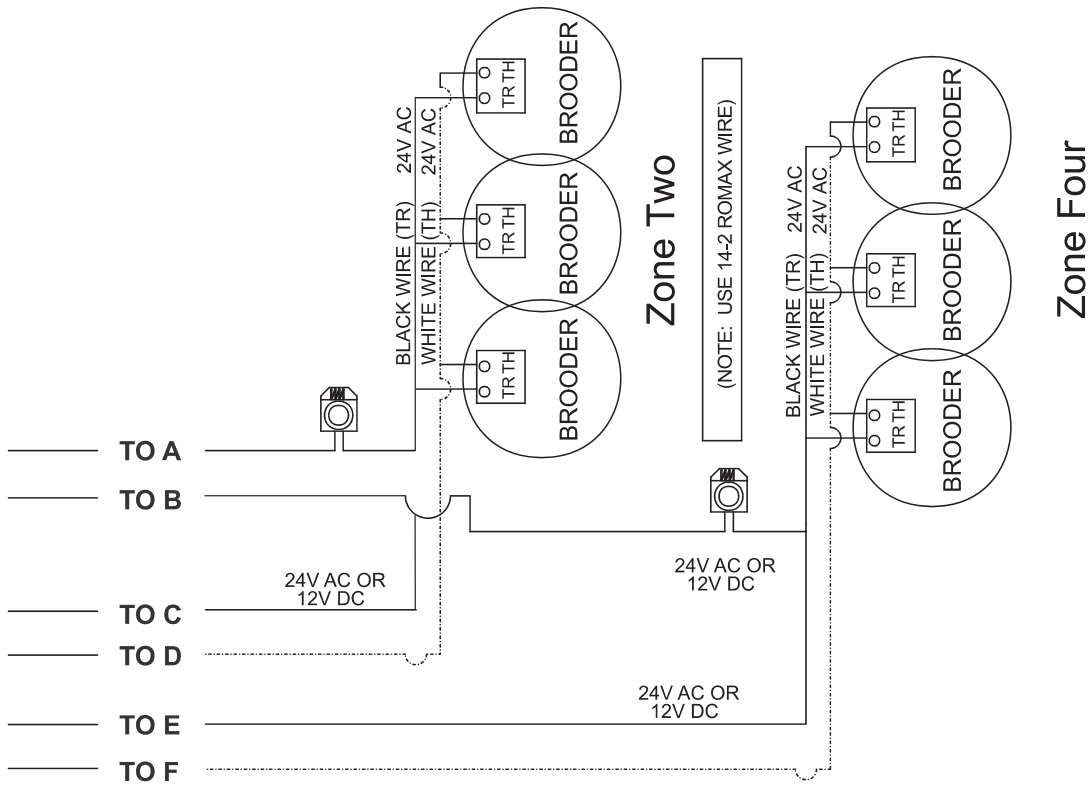 BROODER
TR TH
BROODER
TR TH
BROODER
TR TH
BLACK WIRE (TR) 24V AC
WHITE WIRE (TH) 24V AC
Zone Two
(NOTE: USE 14-2 ROMAX WIRE)
BROODER
TR TH
BROODER
TR TH
BROODER
TR TH
BLACK WIRE (TR) 24V AC
WHITE WIRE (TH) 24V AC
Zone Four
TO A
TO B
24V AC OR
12V DC
24V AC OR
12V DC
TO C
TO D
24V AC OR
12V DC
TO E
TO F